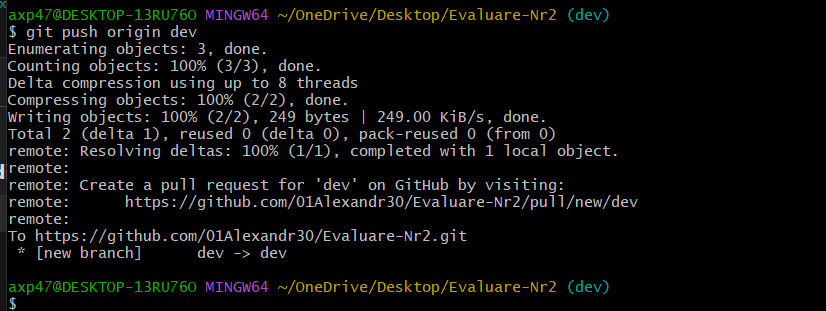 axp47@DESKTOP-13RU76O MINGW64 ~/OneDrive/Desktop/Evaluare-Nr2 (dev)
$ git push origin dev
Enumerating objects: 3, done.
Counting objects: 100% (3/3), done.
Delta compression using up to 8 threads
Compressing objects: 100% (2/2), done.
Writing objects: 100% (2/2), 249 bytes | 249.00 KiB/s, done.
Total 2 (delta 1), reused 0 (delta 0), pack-reused 0 (from 0)
remote: Resolving deltas: 100% (1/1), completed with 1 local object.
remote:
remote: Create a pull request for 'dev' on GitHub by visiting:
remote:      https://github.com/01Alexandr30/Evaluare-Nr2/pull/new/dev
remote:
To https://github.com/01Alexandr30/Evaluare-Nr2.git
 * [new branch]      dev -> dev

axp47@DESKTOP-13RU76O MINGW64 ~/OneDrive/Desktop/Evaluare-Nr2 (dev)
$